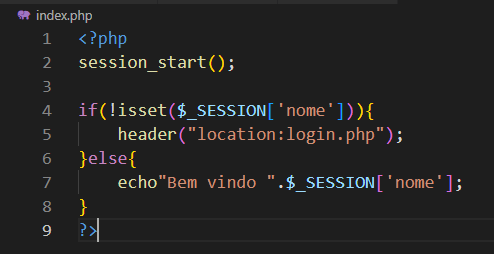 index.php
1 <?php
2 session_start();
3
4 if(!isset($_SESSION['nome'])){
5     header("location:login.php");
6 }else{
7     echo"Bem vindo ".$_SESSION['nome'];
8 }
9 ?>